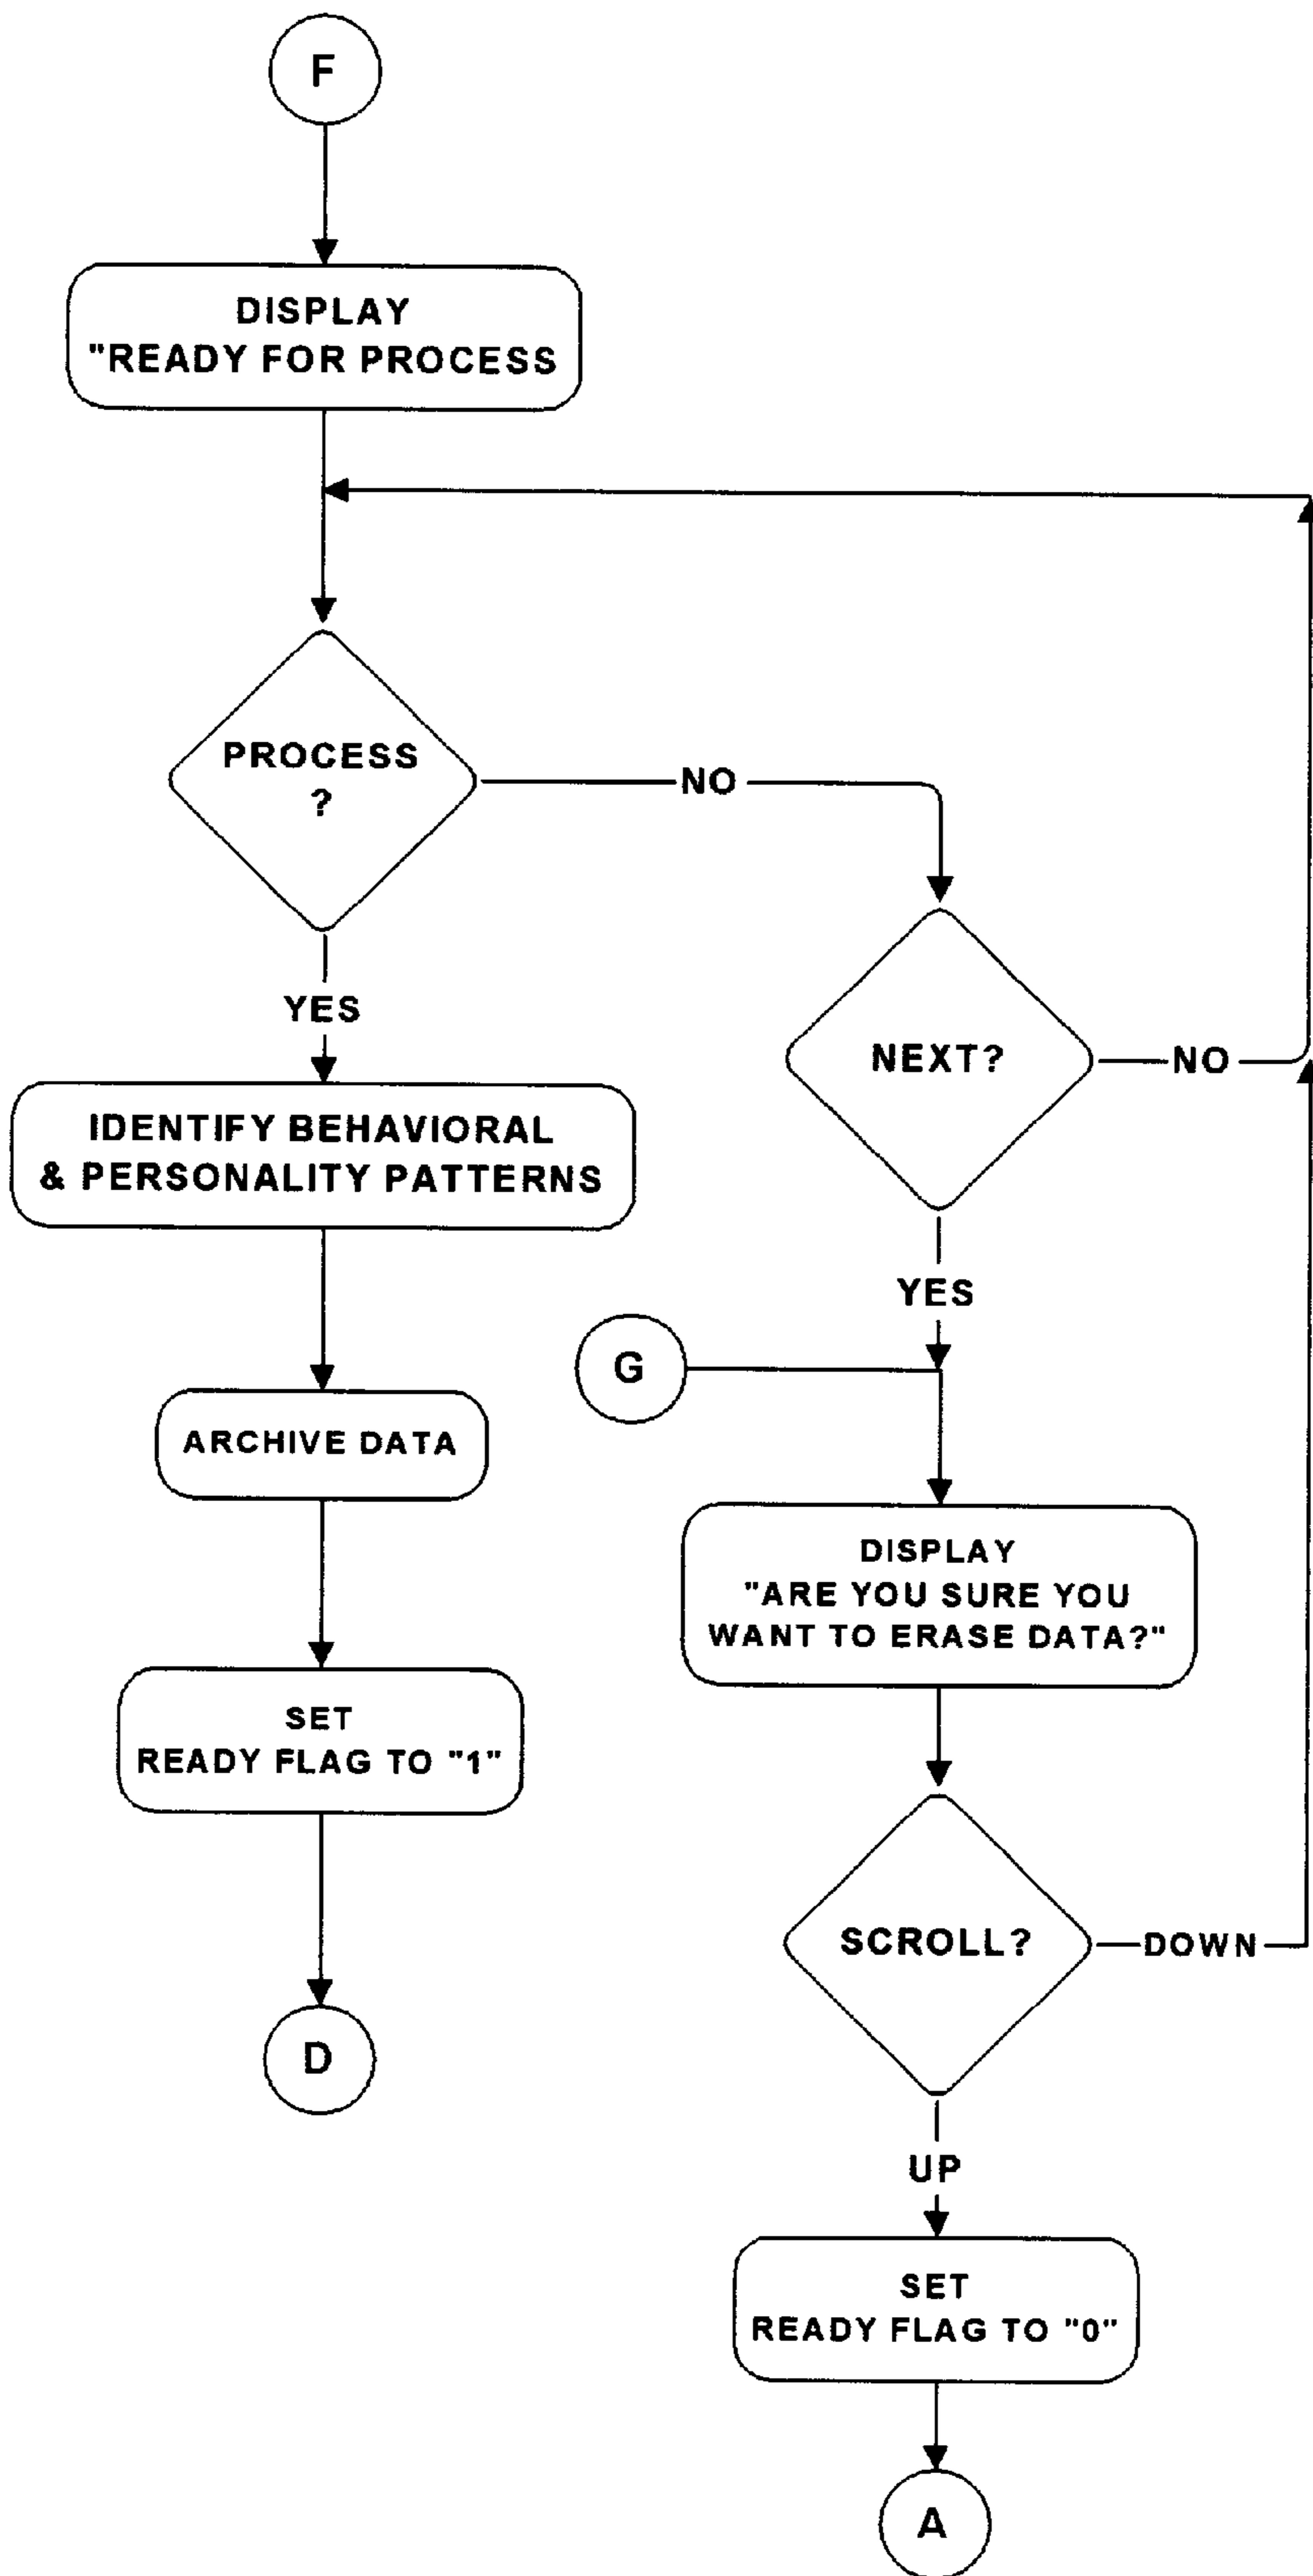 F
DISPLAY
"READY FOR PROCESS
PROCESS
?
NO
YES
NEXT?
NO
IDENTIFY BEHAVIORAL
& PERSONALITY PATTERNS
YES
G
ARCHIVE DATA
DISPLAY
"ARE YOU SURE YOU
WANT TO ERASE DATA?"
SET
READY FLAG TO "1"
SCROLL?
DOWN
D
UP
SET
READY FLAG TO "0"
A